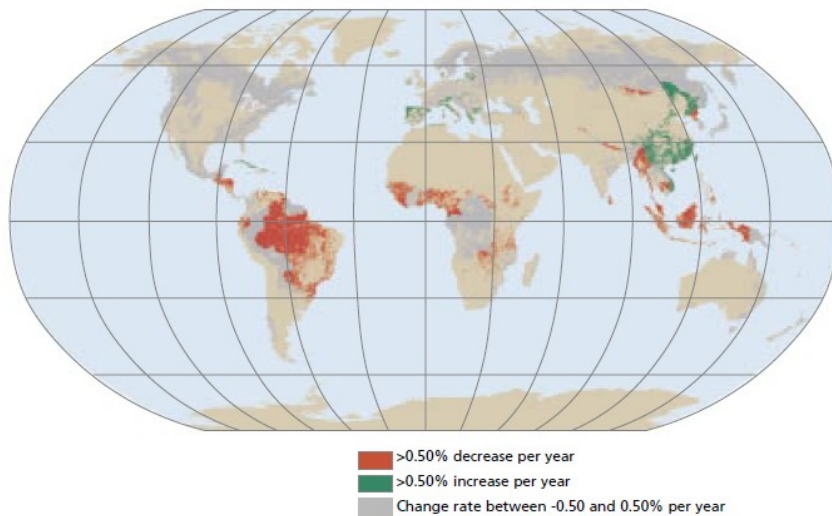 >0.50% decrease per year
>0.50% increase per year
Change rate between -0.50 and 0.50% per year